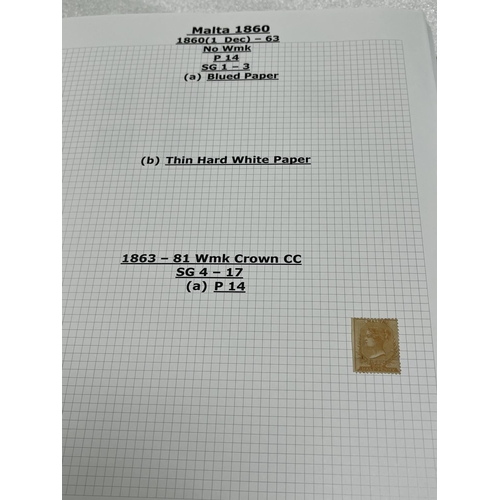 Malta 1860
1860(1 Dec) – 63
No Wmk
P 14
SG 1 – 3
(a) Blued Paper
(b) Thin Hard White Paper
1863 – 81 Wmk Crown CC
SG 4 – 17
(a) P 14